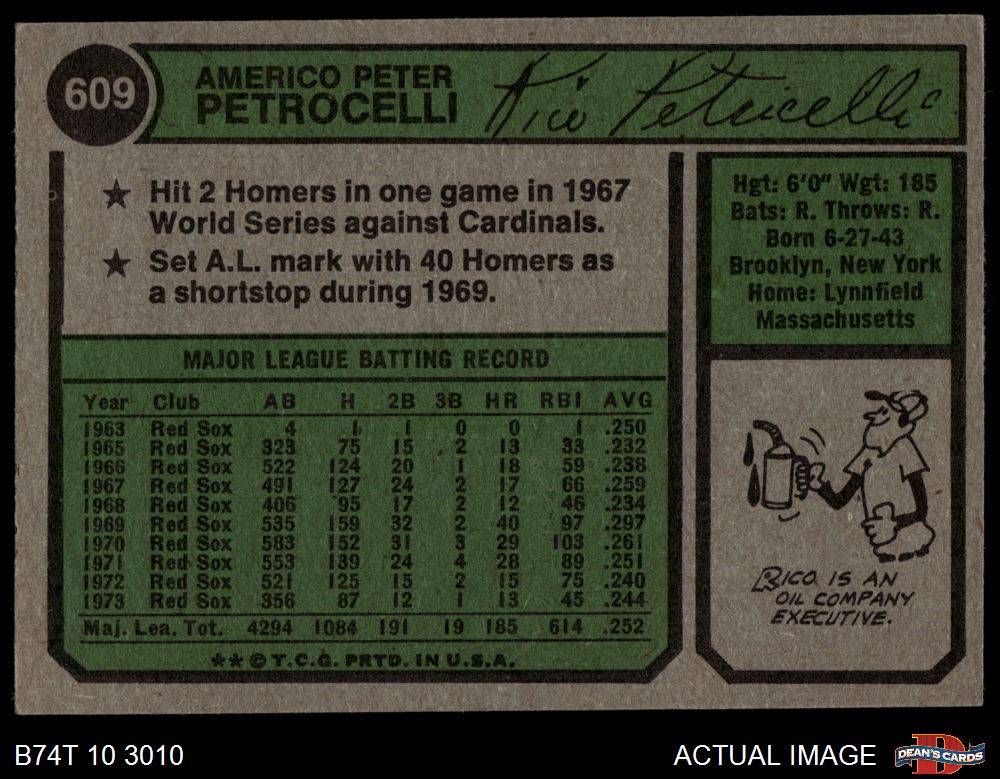 609
AMERICO PETER
PETROCELLI
Rico Petrocelli
★ Hit 2 Homers in one game in 1967
World Series against Cardinals.
★ Set A.L. mark with 40 Homers as
a shortstop during 1969.
Hgt: 6'0" Wgt: 185
Bats: R. Throws: R.
Born 6-27-43
Brooklyn, New York
Home: Lynnfield
Massachusetts
MAJOR LEAGUE BATTING RECORD
Year Club AB H 2B 3B HR RBI AVG
1963 Red Sox 4 1 1 0 0 1 .250
1965 Red Sox 323 75 15 2 13 33 .232
1966 Red Sox 522 124 20 1 18 59 .238
1967 Red Sox 491 127 24 2 17 66 .259
1968 Red Sox 406 95 17 2 12 46 .234
1969 Red Sox 535 159 32 2 40 97 .297
1970 Red Sox 583 152 31 3 29 103 .261
1971 Red Sox 553 139 24 4 28 89 .251
1972 Red Sox 521 125 15 2 15 75 .240
1973 Red Sox 356 87 12 1 13 45 .244
Maj. Lea. Tot. 4294 1084 191 19 185 614 .252
★★©T.C.G. PRTD. IN U.S.A.
RICO IS AN
OIL COMPANY
EXECUTIVE.
B74T 10 3010
ACTUAL IMAGE
DEAN'S CARDS